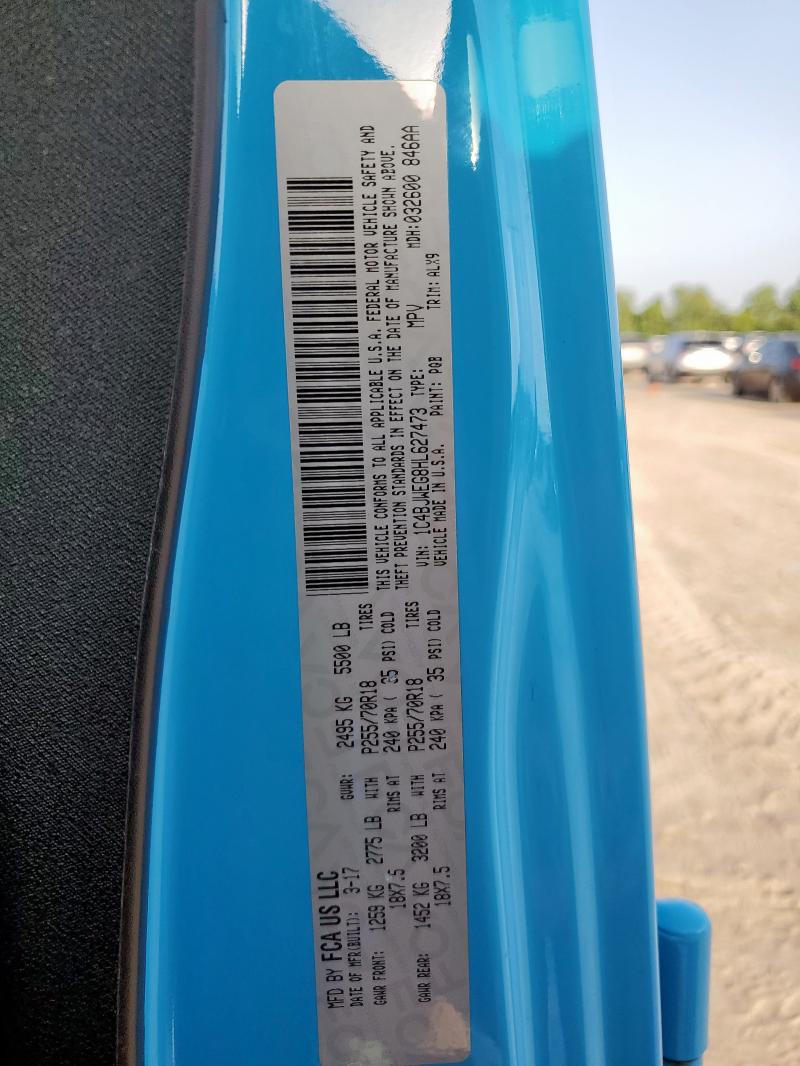 MFD BY FCA US LLC
DATE OF MFR(BUILT): 3-17 GVWR: 2495 KG 5500 LB
GAWR FRONT: 1259 KG 2775 LB WITH P255/70R18 TIRES
18X7.5 RIMS AT 240 KPA ( 35 PSI) COLD
GAWR REAR: 1452 KG 3200 LB WITH P255/70R18 TIRES
18X7.5 RIMS AT 240 KPA ( 35 PSI) COLD
THIS VEHICLE CONFORMS TO ALL APPLICABLE U.S.A. FEDERAL MOTOR VEHICLE SAFETY AND
THEFT PREVENTION STANDARDS IN EFFECT ON THE DATE OF MANUFACTURE SHOWN ABOVE.
VIN: 1C4BJWEG8HL627473 TYPE: MPV MDH:032600 846AA
VEHICLE MADE IN U.S.A. PAINT: PQB TRIM: ALX9